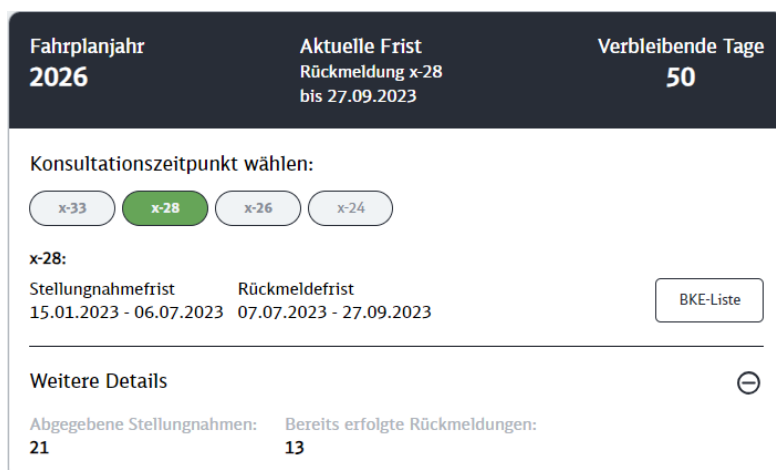 Fahrplanjahr
2026
Aktuelle Frist
Rückmeldung x-28
bis 27.09.2023
Verbleibende Tage
50
Konsultationszeitpunkt wählen:
x-33 x-28 x-26 x-24
x-28:
Stellungnahmefrist Rückmeldefrist
15.01.2023 - 06.07.2023 07.07.2023 - 27.09.2023
BKE-Liste
Weitere Details
Abgegebene Stellungnahmen: Bereits erfolgte Rückmeldungen:
21 13